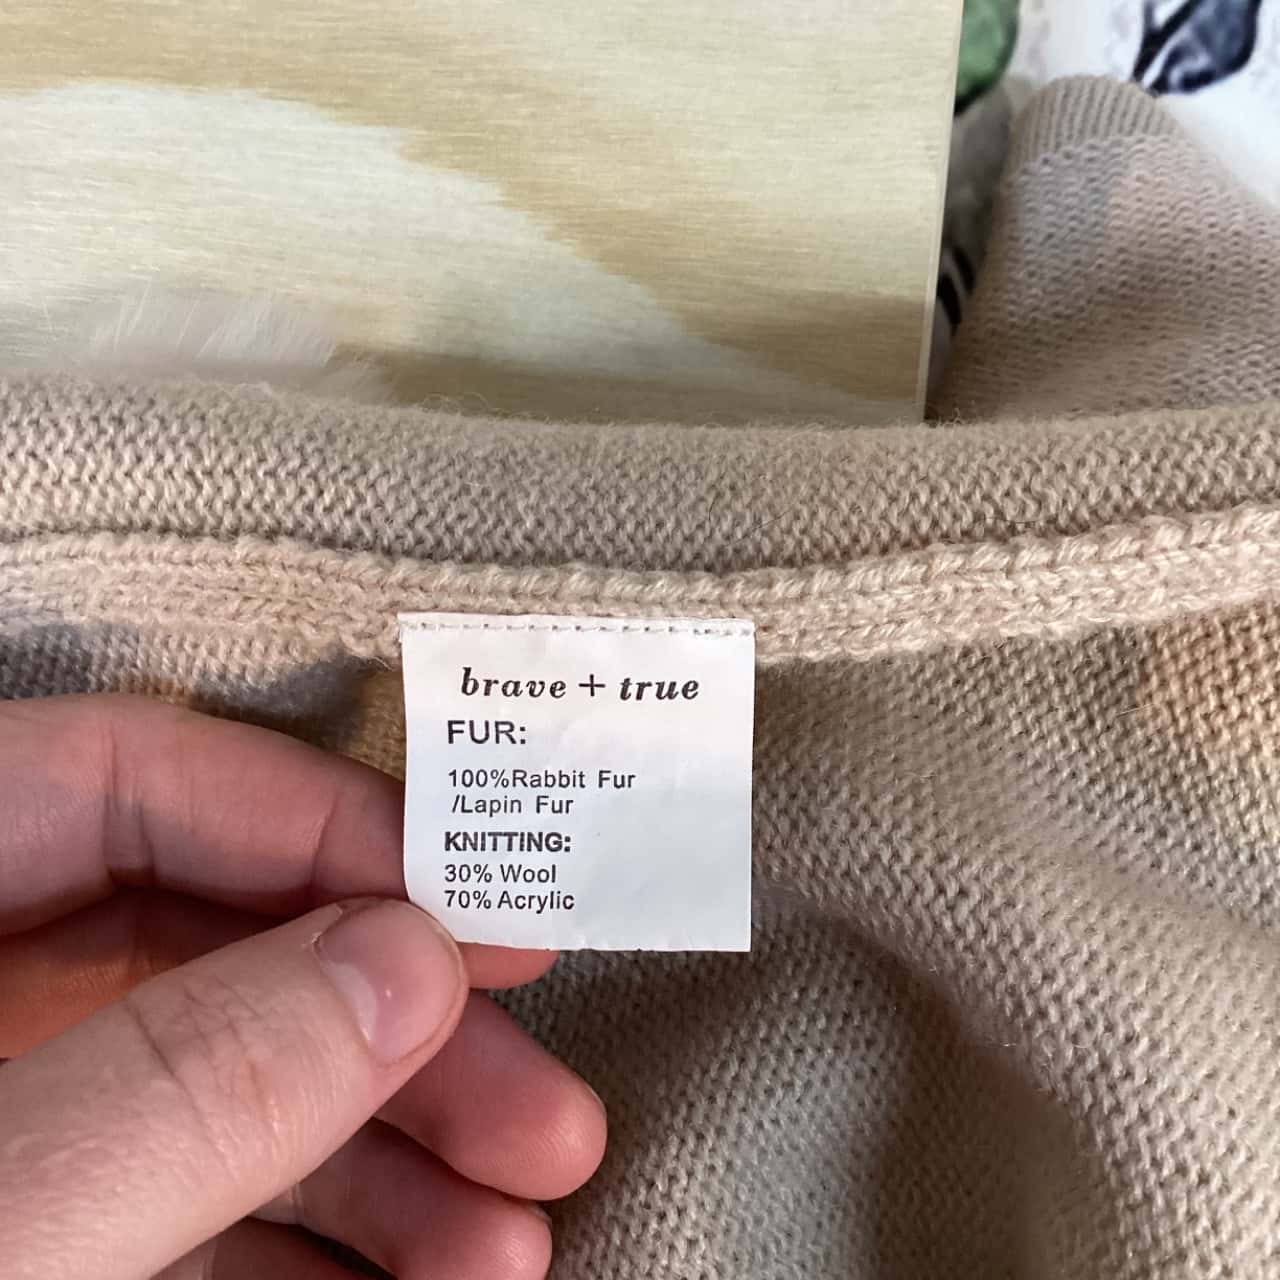 brave + true
FUR:
100%Rabbit Fur
/Lapin Fur
KNITTING:
30% Wool
70% Acrylic